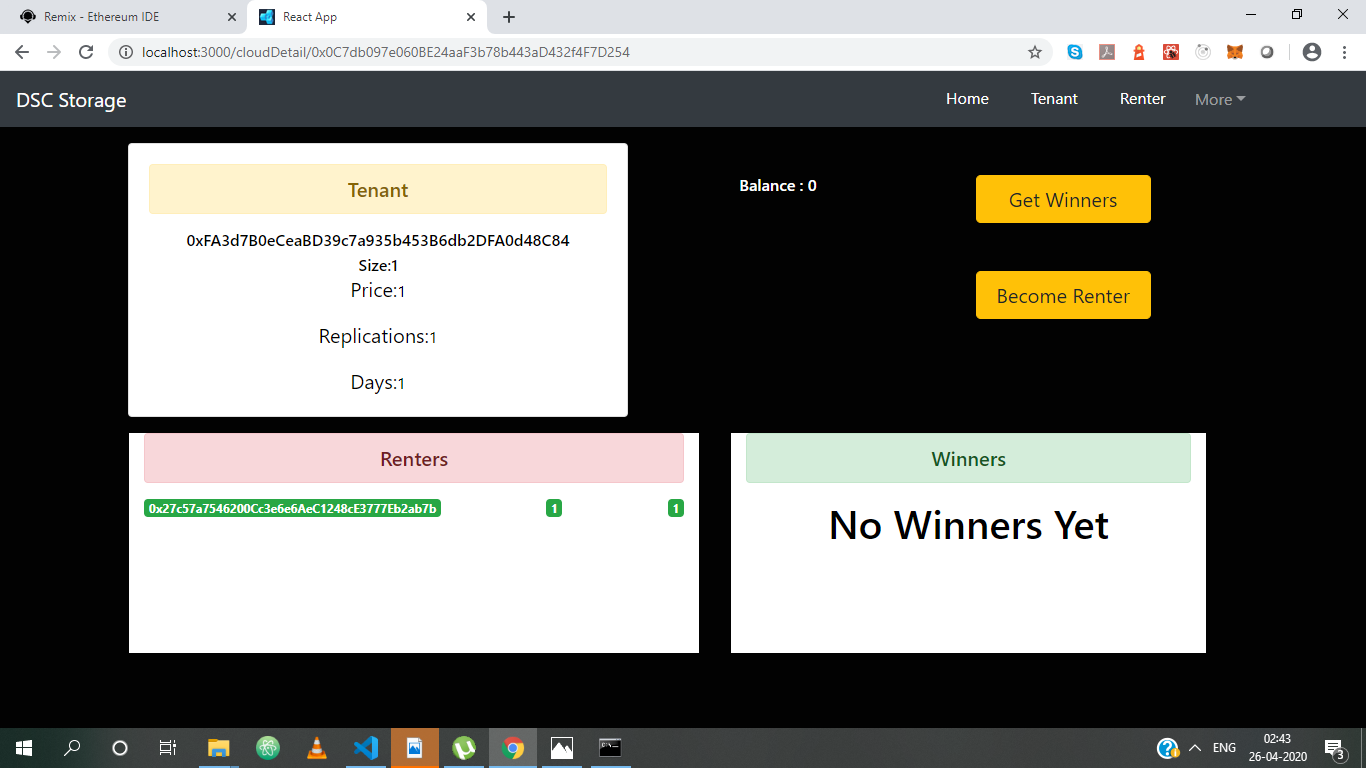 Remix - Ethereum IDE
React App
localhost:3000/cloudDetail/0x0C7db097e060BE24aaF3b78b443aD432f4F7D254
DSC Storage
Home
Tenant
Renter
More
Tenant
0xFA3d7B0eCeaBD39c7a935b453B6db2DFA0d48C84
Size:1
Price:1
Replications:1
Days:1
Balance : 0
Get Winners
Become Renter
Renters
0x27c57a7546200Cc3e6e6AeC1248cE3777Eb2ab7b 1 1
Winners
No Winners Yet
ENG
02:43
26-04-2020
3